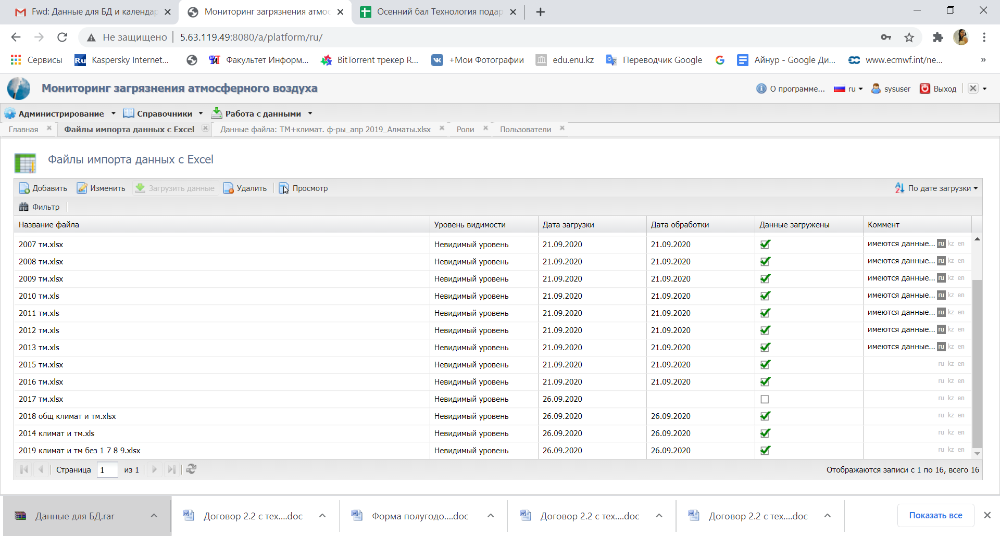 Fwd: Данные для БД и календар
Мониторинг загрязнения атмос
Осенний бал Технология подар
Не защищено
5.63.119.49:8080/a/platform/ru/
Сервисы
Ru Kaspersky Internet...
Факультет Информ...
BitTorrent трекер R...
+Мои Фотографии
edu.enu.kz
Переводчик Google
Айнур - Google Ди...
www.ecmwf.int/ne...
»
Мониторинг загрязнения атмосферного воздуха
О программе...
ru
sysuser
Выход
Администрирование
Справочники
Работа с данными
Главная
Файлы импорта данных с Excel
Данные файла: ТМ+климат. ф-ры_апр 2019_Алматы.xlsx
Роли
Пользователи
Файлы импорта данных с Excel
Добавить Изменить Загрузить данные Удалить Просмотр По дате загрузки
Фильтр
Название файла Уровень видимости Дата загрузки Дата обработки Данные загружены Коммент
2007 тм.xlsx Невидимый уровень 21.09.2020 21.09.2020 имеются данные... ru kz en
2008 тм.xlsx Невидимый уровень 21.09.2020 21.09.2020 имеются данные... ru kz en
2009 тм.xlsx Невидимый уровень 21.09.2020 21.09.2020 имеются данные... ru kz en
2010 тм.xls Невидимый уровень 21.09.2020 21.09.2020 имеются данные... ru kz en
2011 тм.xls Невидимый уровень 21.09.2020 21.09.2020 имеются данные... ru kz en
2012 тм.xls Невидимый уровень 21.09.2020 21.09.2020 имеются данные... ru kz en
2013 тм.xls Невидимый уровень 21.09.2020 21.09.2020 имеются данные... ru kz en
2015 тм.xlsx Невидимый уровень 21.09.2020 21.09.2020 ru kz en
2016 тм.xlsx Невидимый уровень 21.09.2020 21.09.2020 ru kz en
2017 тм.xlsx Невидимый уровень 26.09.2020 ru kz en
2018 общ климат и тм.xlsx Невидимый уровень 26.09.2020 26.09.2020 ru kz en
2014 климат и тм.xls Невидимый уровень 26.09.2020 26.09.2020 ru kz en
2019 климат и тм без 1 7 8 9.xlsx Невидимый уровень 26.09.2020 26.09.2020 ru kz en
Страница 1 из 1 Отображаются записи с 1 по 16, всего 16
Данные для БД.rar
Договор 2.2 с тех....doc
Форма полугодо....doc
Договор 2.2 с тех....doc
Договор 2.2 с тех....doc
Показать все